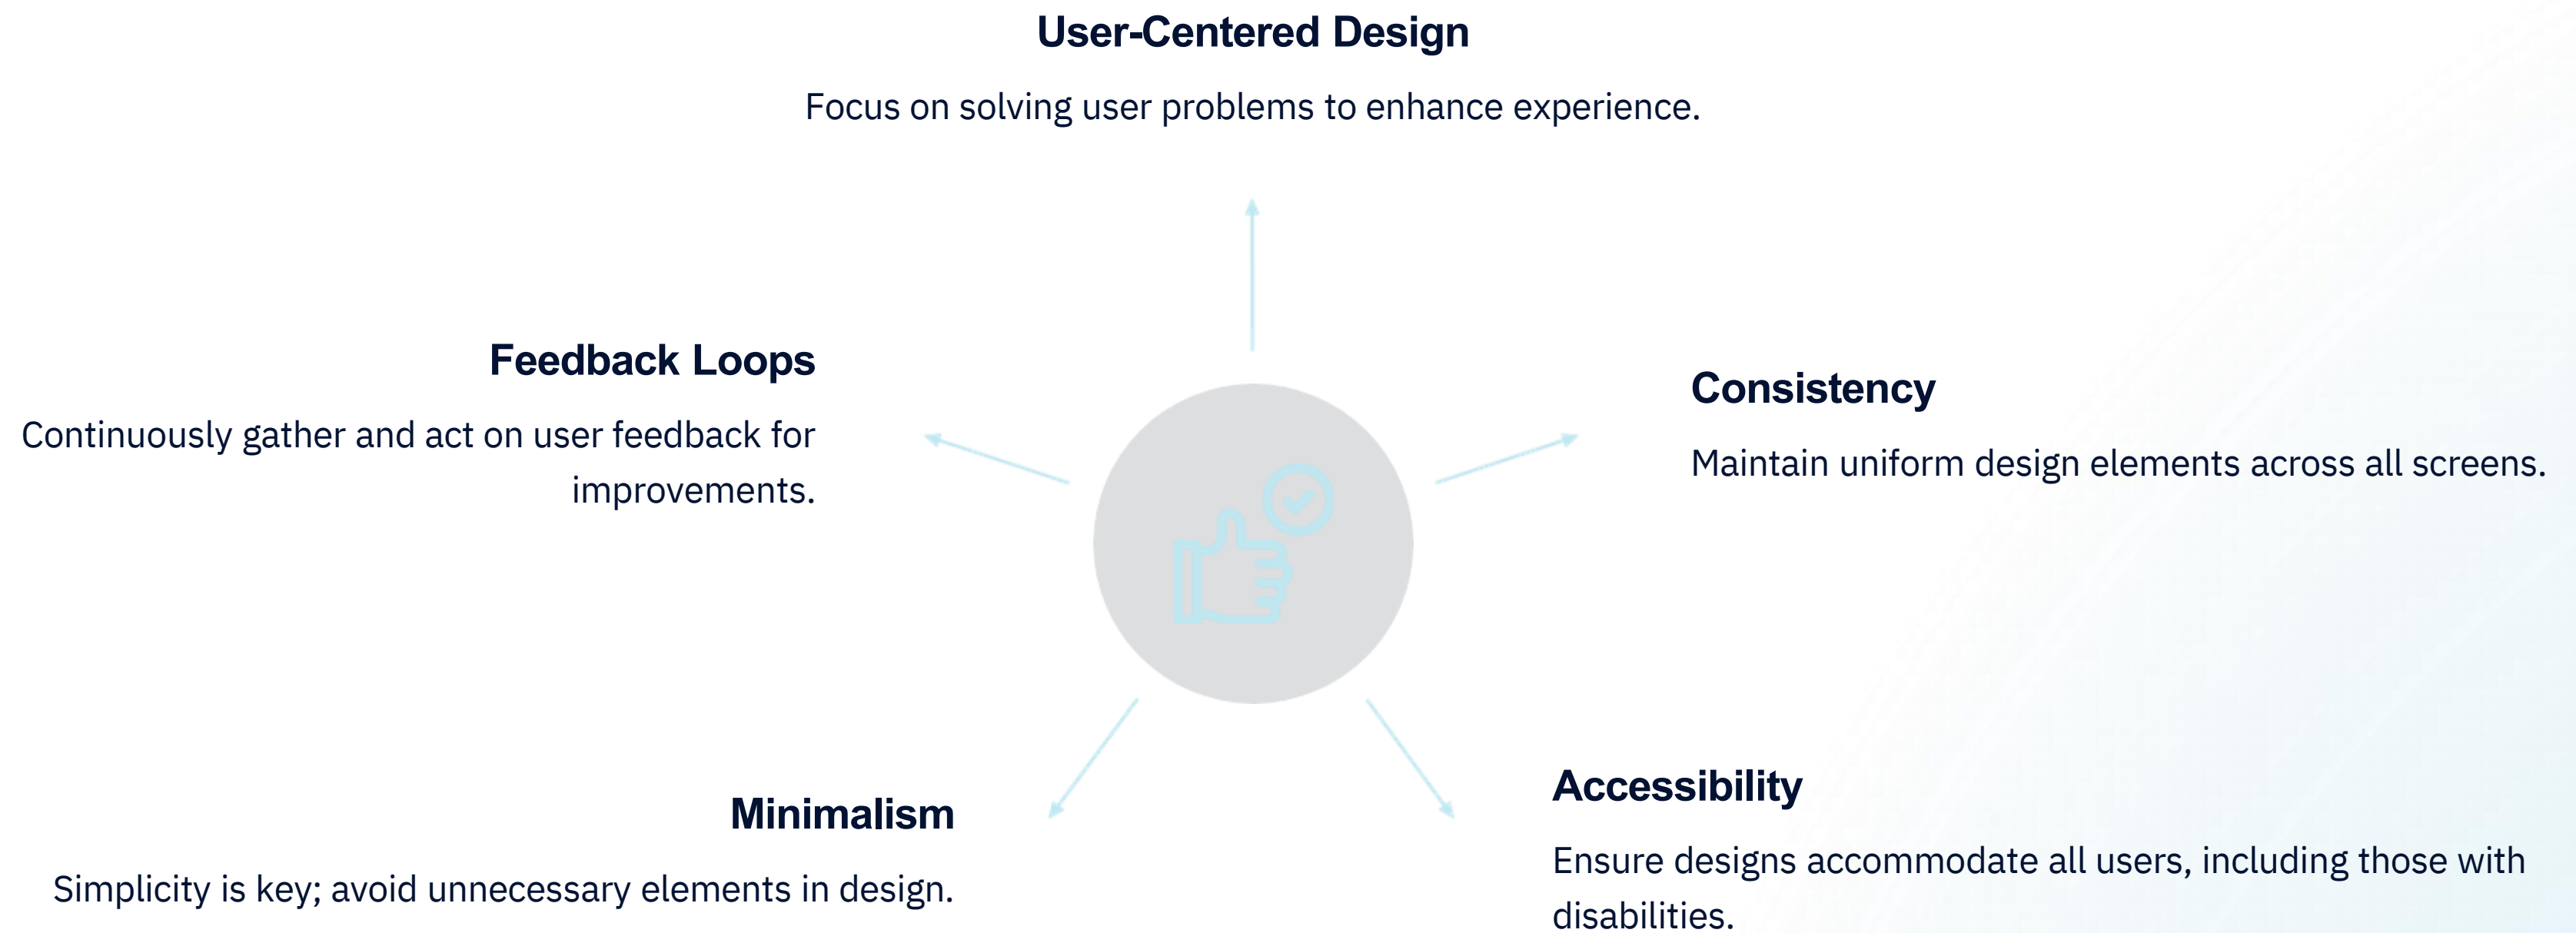 User-Centered Design
Focus on solving user problems to enhance experience.
Feedback Loops
Continuously gather and act on user feedback for
improvements.
Consistency
Maintain uniform design elements across all screens.
Minimalism
Simplicity is key; avoid unnecessary elements in design.
Accessibility
Ensure designs accommodate all users, including those with
disabilities.